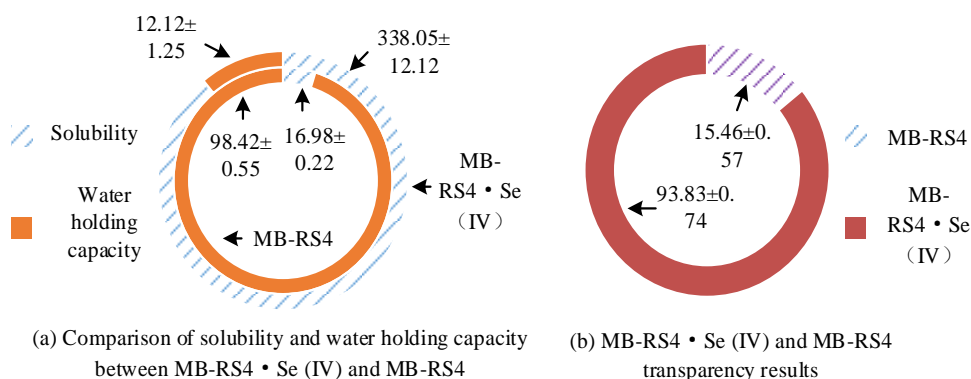 12.12±
1.25
338.05±
12.12
Solubility
98.42±
0.55
16.98±
0.22
MB-
RS4·Se
(IV)
Water
holding
capacity
MB-RS4
(a) Comparison of solubility and water holding capacity
between MB-RS4·Se (IV) and MB-RS4
15.46±0.
57
MB-RS4
93.83±0.
74
MB-
RS4·Se
(IV)
(b) MB-RS4·Se (IV) and MB-RS4
transparency results